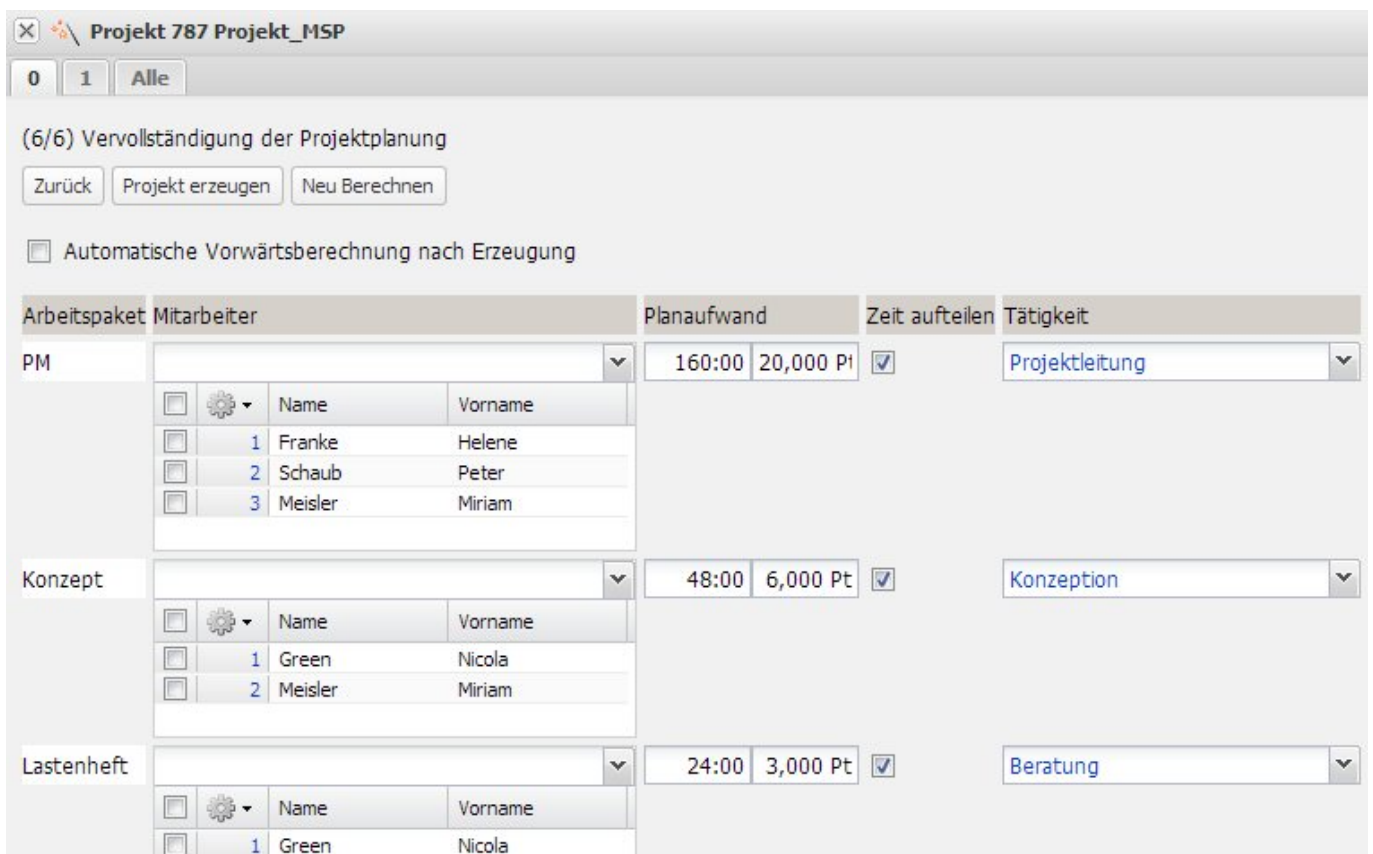 Projekt 787 Projekt_MSP
0 1 Alle
(6/6) Vervollständigung der Projektplanung
Zurück Projekt erzeugen Neu Berechnen
Automatische Vorwärtsberechnung nach Erzeugung
Arbeitspaket Mitarbeiter Planaufwand Zeit aufteilen Tätigkeit
PM 160:00 20,000 Pt Projektleitung
Name Vorname
1 Franke Helene
2 Schaub Peter
3 Meisler Miriam
Konzept 48:00 6,000 Pt Konzeption
Name Vorname
1 Green Nicola
2 Meisler Miriam
Lastenheft 24:00 3,000 Pt Beratung
Name Vorname
1 Green Nicola